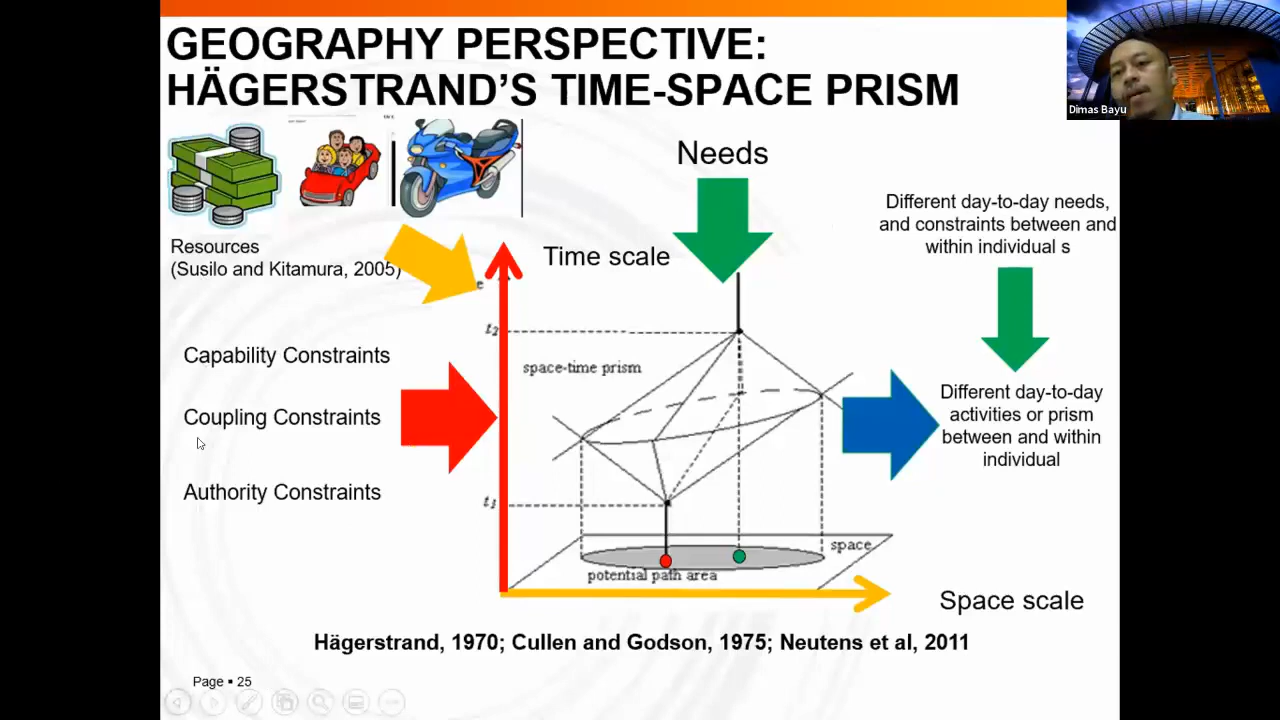 GEOGRAPHY PERSPECTIVE:
HÄGERSTRAND'S TIME-SPACE PRISM
Dimas Bayu
Needs
Different day-to-day needs,
and constraints between and
within individual s
Resources
(Susilo and Kitamura, 2005)
Time scale
e
t2
space-time prism
Capability Constraints
Coupling Constraints
Authority Constraints
Different day-to-day
activities or prism
between and within
individual
t1
space
potential path area
Space scale
Hägerstrand, 1970; Cullen and Godson, 1975; Neutens et al, 2011
Page ▪ 25